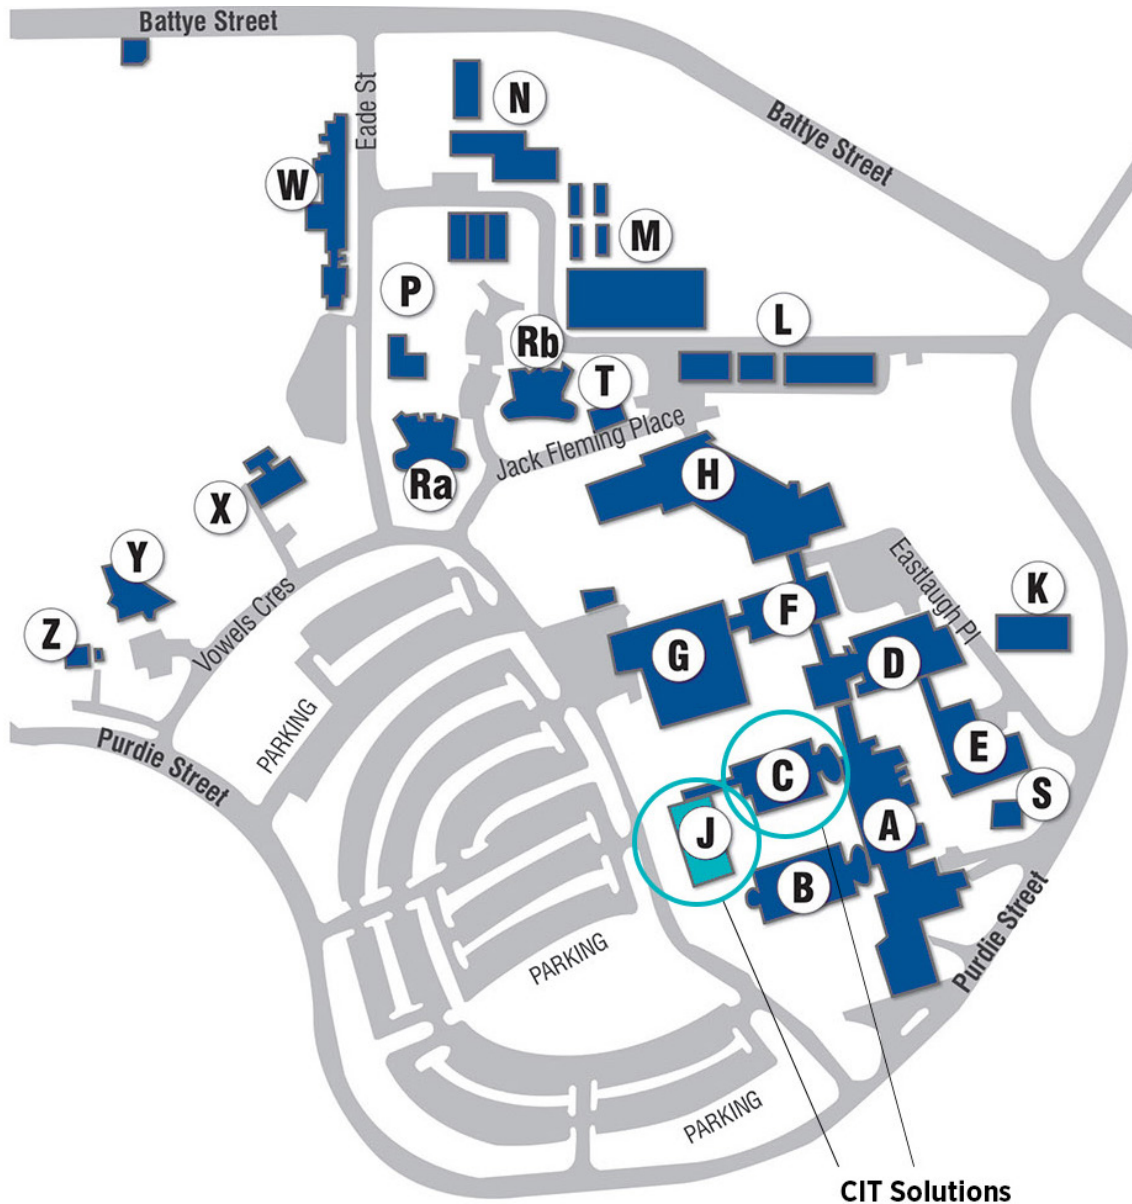 Battye Street
Eade St
N
Battye Street
W
M
P
L
Rb
T
Jack Fleming Place
H
Ra
X
Y
Eastlaugh Pl
K
F
Z
Vowels Cres
G
D
PARKING
Purdie Street
E
C
S
J
A
B
PARKING
Purdie Street
PARKING
CIT Solutions